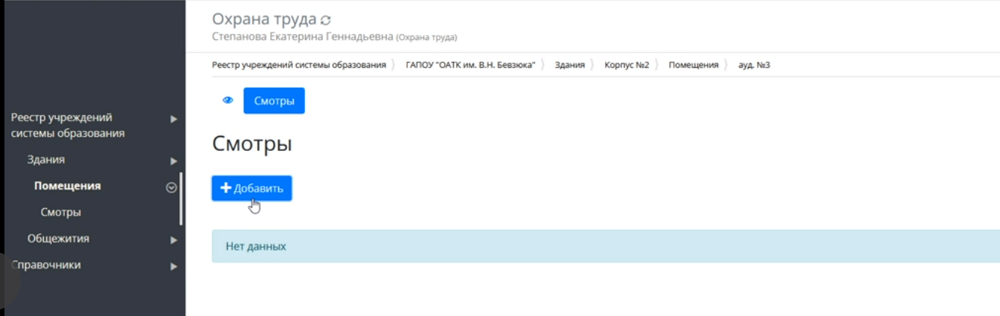 Охрана труда
Степанова Екатерина Геннадьевна (Охрана труда)
Реестр учреждений системы образования ГАПОУ "ОАТК им. В.Н. Бевзюка" Здания Корпус №2 Помещения ауд. №3
Смотры
Смотры
Добавить
Нет данных
Реестр учреждений
системы образования
Здания
Помещения
Смотры
Общежития
Справочники